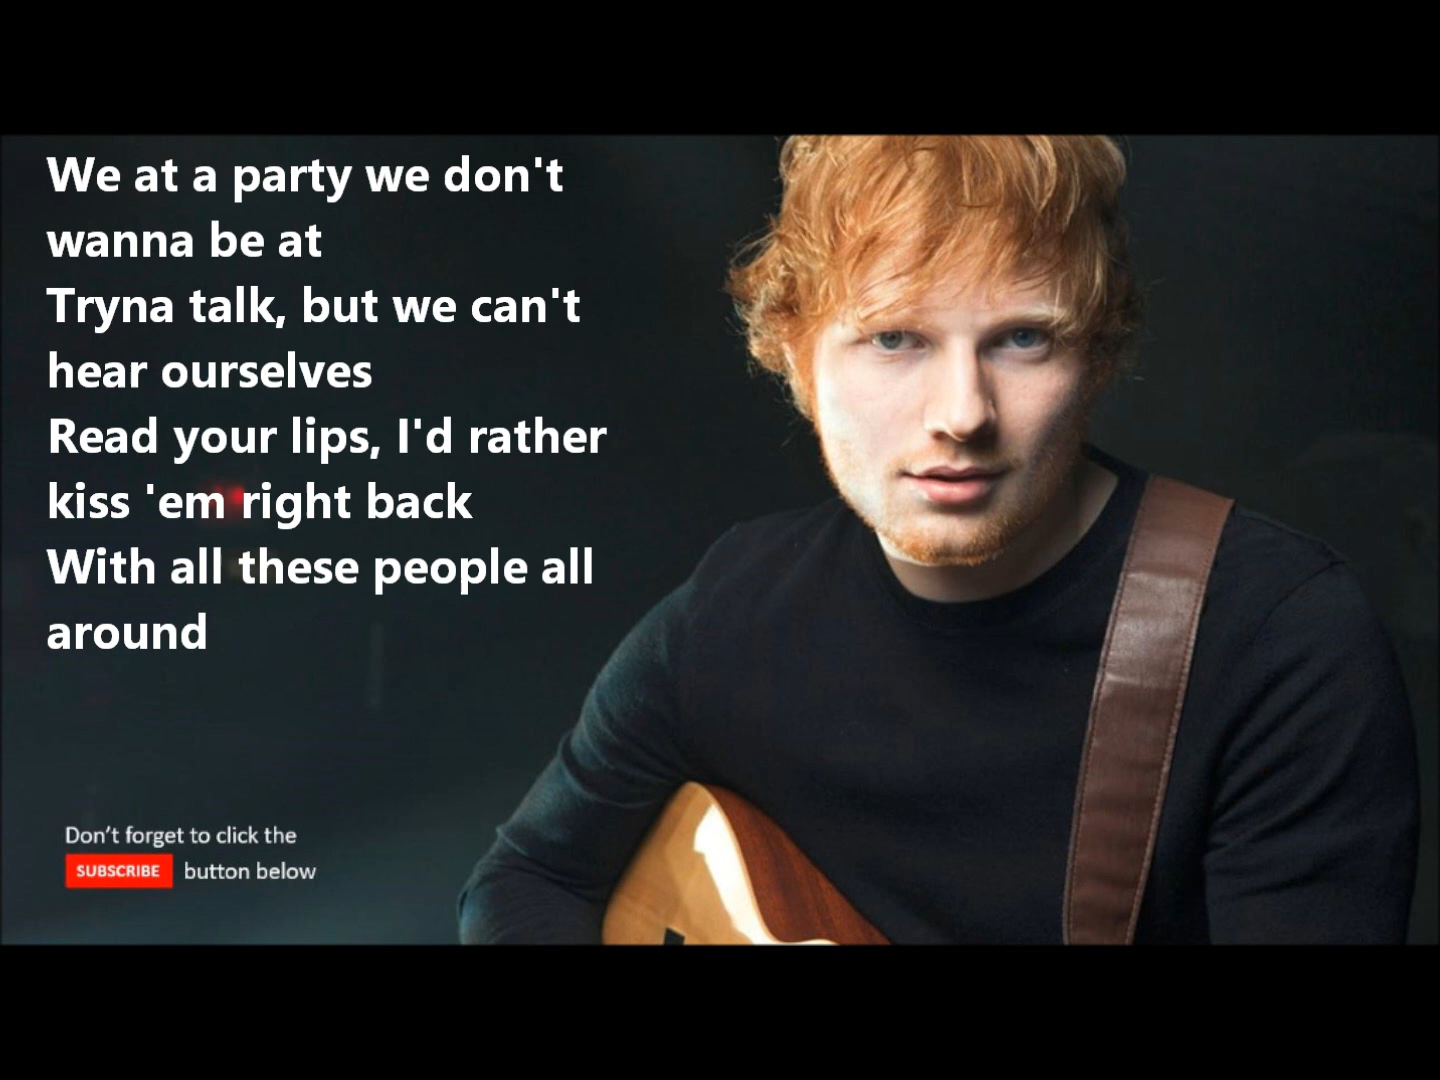 We at a party we don't
wanna be at
Tryna talk, but we can't
hear ourselves
Read your lips, I'd rather
kiss 'em right back
With all these people all
around
Don't forget to click the
SUBSCRIBE button below